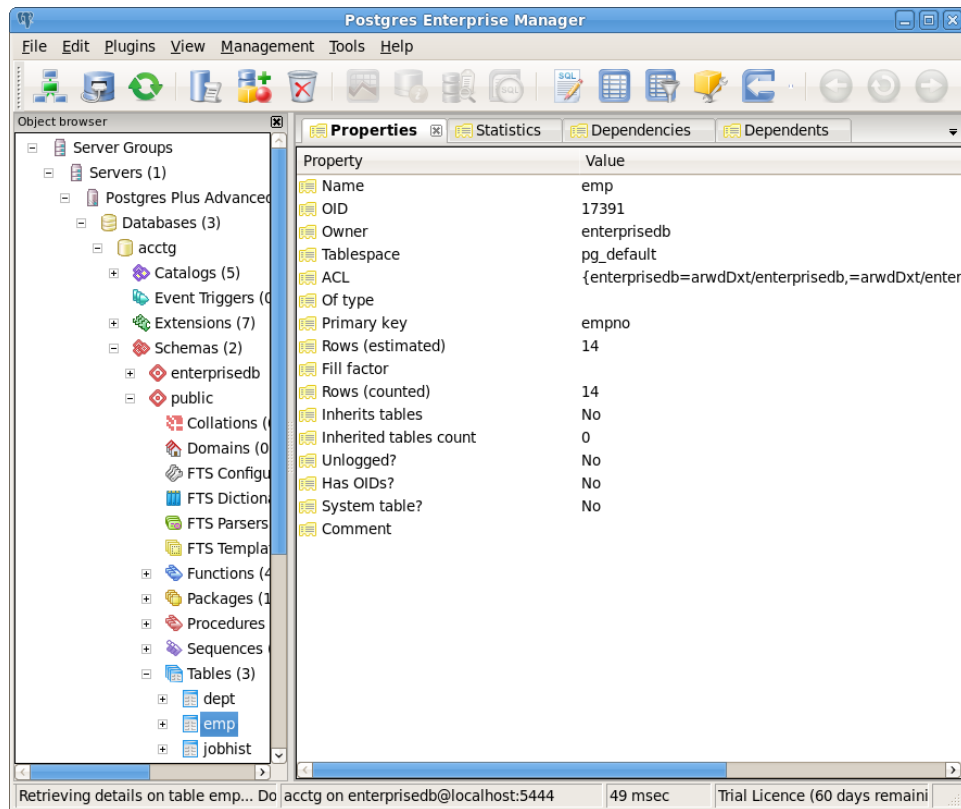 Postgres Enterprise Manager
File Edit Plugins View Management Tools Help
SQL
SQL
Object browser
Server Groups
Servers (1)
Postgres Plus Advanced
Databases (3)
acctg
Catalogs (5)
Event Triggers (0
Extensions (7)
Schemas (2)
enterprisedb
public
Collations (
Domains (0
FTS Configu
FTS Dictiona
FTS Parsers
FTS Templa
Functions (4
Packages (1
Procedures
Sequences (
Tables (3)
dept
emp
jobhist
Properties Statistics Dependencies Dependents
Property Value
Name emp
OID 17391
Owner enterprisedb
Tablespace pg_default
ACL {enterprisedb=arwdDxt/enterprisedb,=arwdDxt/enter
Of type
Primary key empno
Rows (estimated) 14
Fill factor
Rows (counted) 14
Inherits tables No
Inherited tables count 0
Unlogged? No
Has OIDs? No
System table? No
Comment
Retrieving details on table emp... Do acctg on enterprisedb@localhost:5444 49 msec Trial Licence (60 days remaini